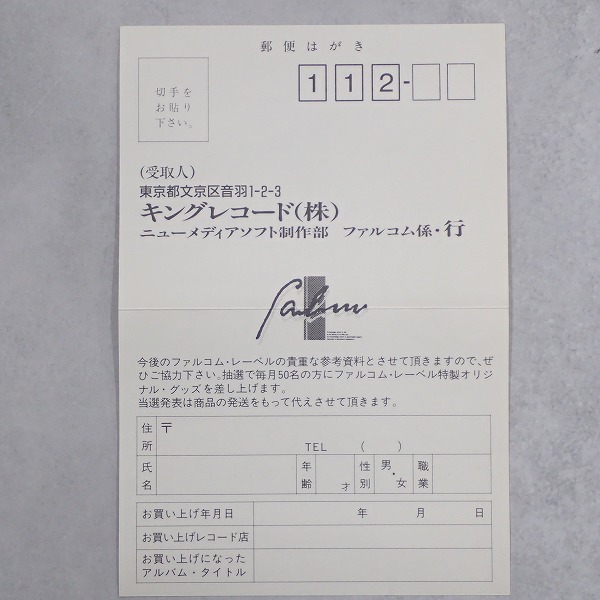 郵便はがき
切手を
お貼り
下さい。
112-
(受取人)
東京都文京区音羽1-2-3
キングレコード(株)
ニューメディアソフト制作部 ファルコム係・行
Falcom
今後のファルコム・レーベルの貴重な参考資料とさせて頂きますので、ぜ
ひご協力下さい。抽選で毎月50名の方にファルコム・レーベル特製オリジ
ナル・グッズを差し上げます。
当選発表は商品の発送をもって代えさせて頂きます。
住所 〒
TEL ( )
氏名 年齢 才 性別 男・女 職業
お買い上げ年月日 年 月 日
お買い上げレコード店
お買い上げになった
アルバム・タイトル